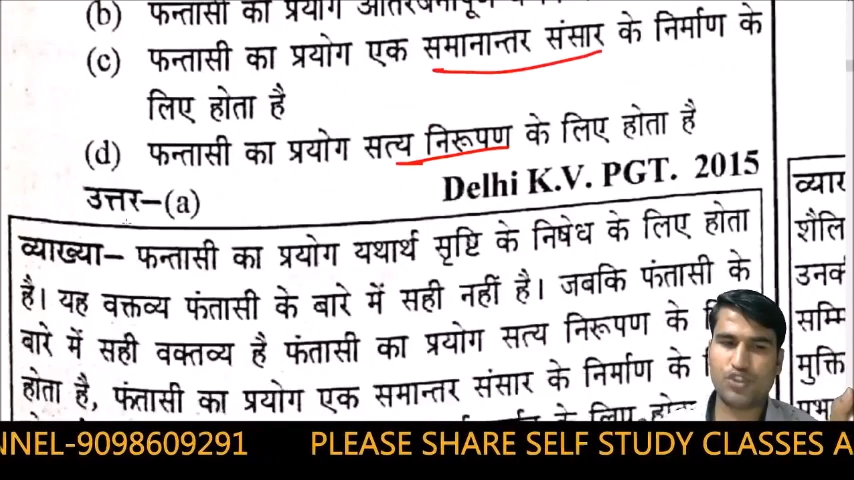 (b) फन्तासी का प्रयोग
(c) फन्तासी का प्रयोग एक समानान्तर संसार के निर्माण के
लिए होता है
(d) फन्तासी का प्रयोग सत्य निरूपण के लिए होता है
उत्तर–(a)
Delhi K.V. PGT. 2015
व्याख्या– फन्तासी का प्रयोग यथार्थ सृष्टि के निषेध के लिए होता
है। यह वक्तव्य फंतासी के बारे में सही नहीं है। जबकि फंतासी के
बारे में सही वक्तव्य है फंतासी का प्रयोग सत्य निरूपण के
होता है, फंतासी का प्रयोग एक समान्तर संसार के निर्माण के
के लिए
NNEL-9098609291 PLEASE SHARE SELF STUDY CLASSES A